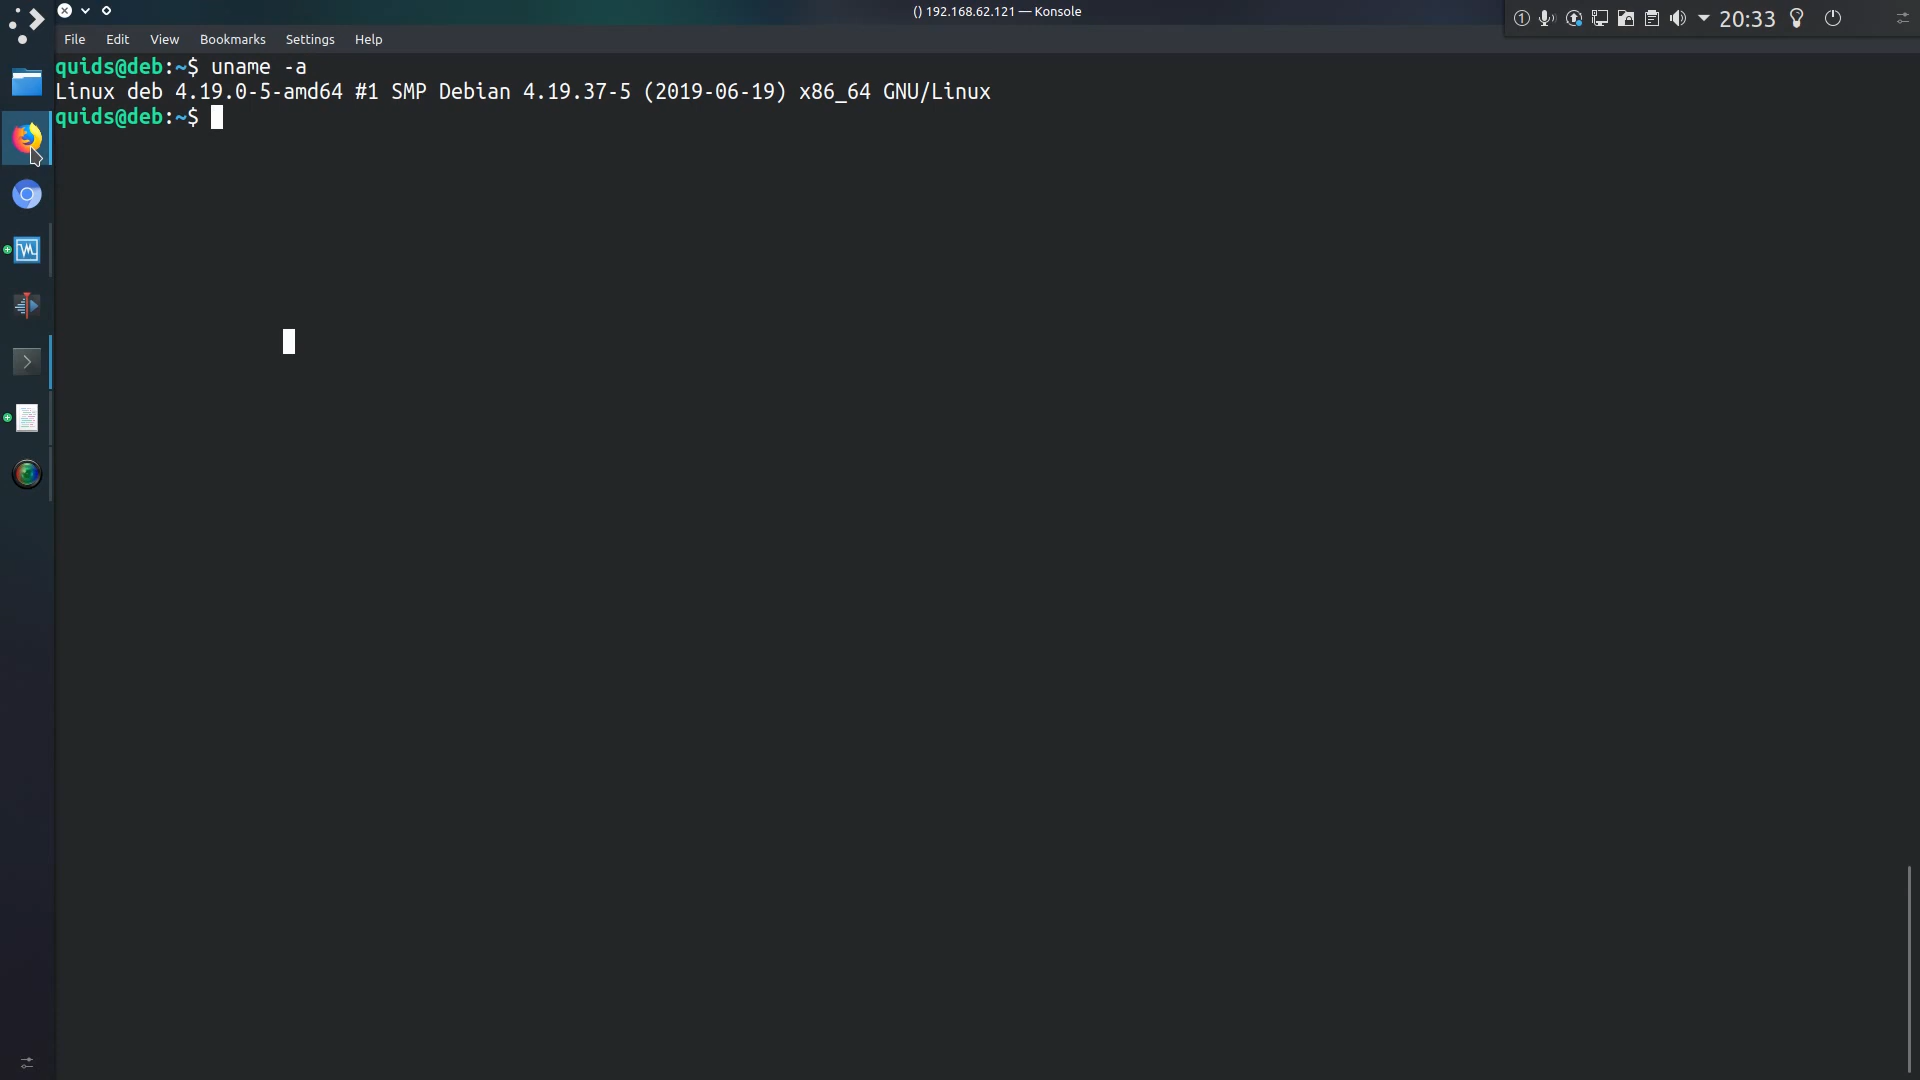 () 192.168.62.121 — Konsole
20:33
File Edit View Bookmarks Settings Help
quids@deb:~$ uname -a
Linux deb 4.19.0-5-amd64 #1 SMP Debian 4.19.37-5 (2019-06-19) x86_64 GNU/Linux
quids@deb:~$